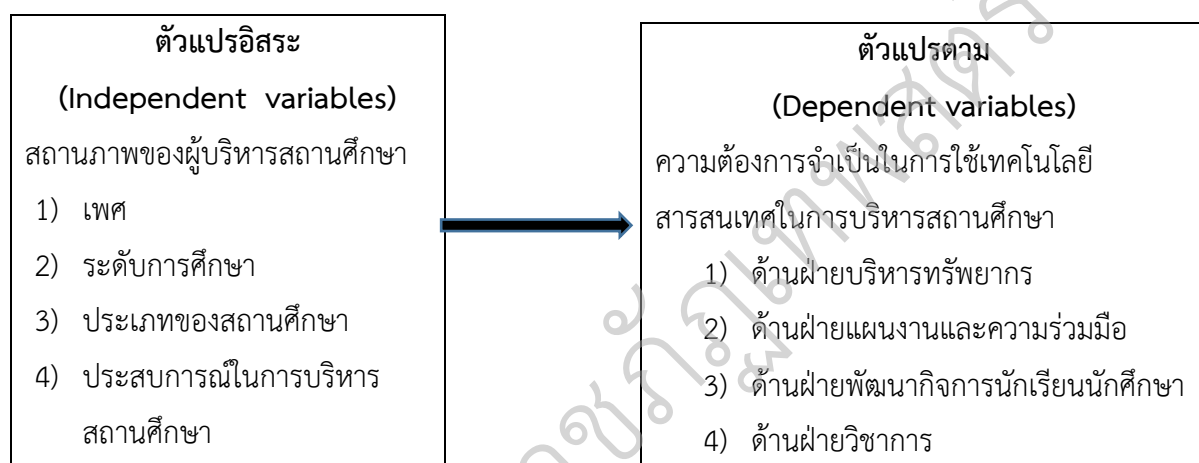 ตัวแปรอิสระ
(Independent variables)
สถานภาพของผู้บริหารสถานศึกษา
1) เพศ
2) ระดับการศึกษา
3) ประเภทของสถานศึกษา
4) ประสบการณ์ในการบริหาร
สถานศึกษา
ตัวแปรตาม
(Dependent variables)
ความต้องการจำเป็นในการใช้เทคโนโลยี
สารสนเทศในการบริหารสถานศึกษา
1) ด้านฝ่ายบริหารทรัพยากร
2) ด้านฝ่ายแผนงานและความร่วมมือ
3) ด้านฝ่ายพัฒนากิจการนักเรียนนักศึกษา
4) ด้านฝ่ายวิชาการ